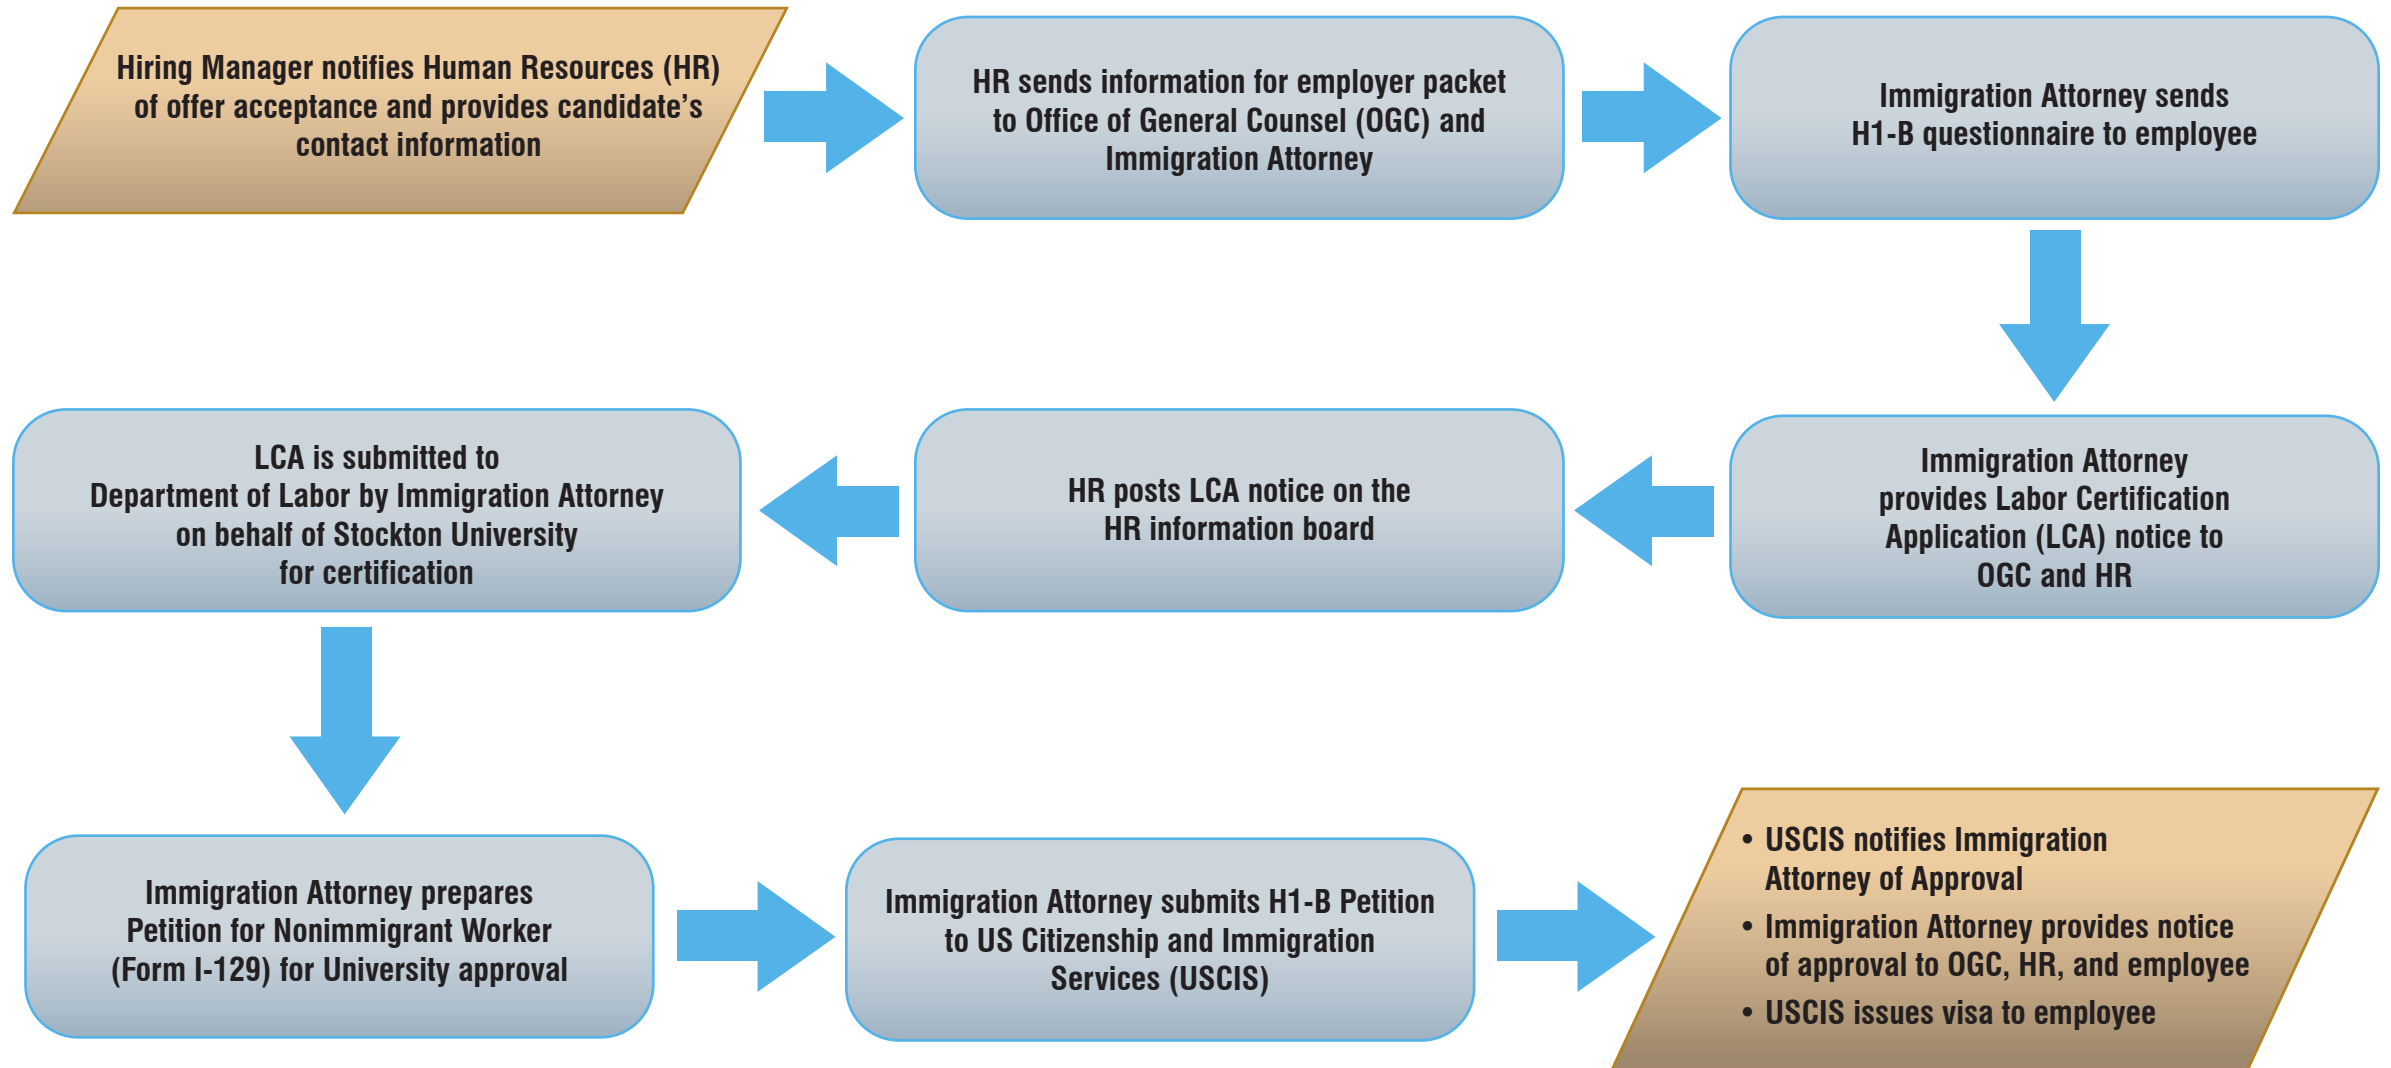 Hiring Manager notifies Human Resources (HR)
of offer acceptance and provides candidate’s
contact information
HR sends information for employer packet
to Office of General Counsel (OGC) and
Immigration Attorney
Immigration Attorney sends
H1-B questionnaire to employee
Immigration Attorney
provides Labor Certification
Application (LCA) notice to
OGC and HR
HR posts LCA notice on the
HR information board
LCA is submitted to
Department of Labor by Immigration Attorney
on behalf of Stockton University
for certification
Immigration Attorney prepares
Petition for Nonimmigrant Worker
(Form I-129) for University approval
Immigration Attorney submits H1-B Petition
to US Citizenship and Immigration
Services (USCIS)
• USCIS notifies Immigration
Attorney of Approval
• Immigration Attorney provides notice
of approval to OGC, HR, and employee
• USCIS issues visa to employee